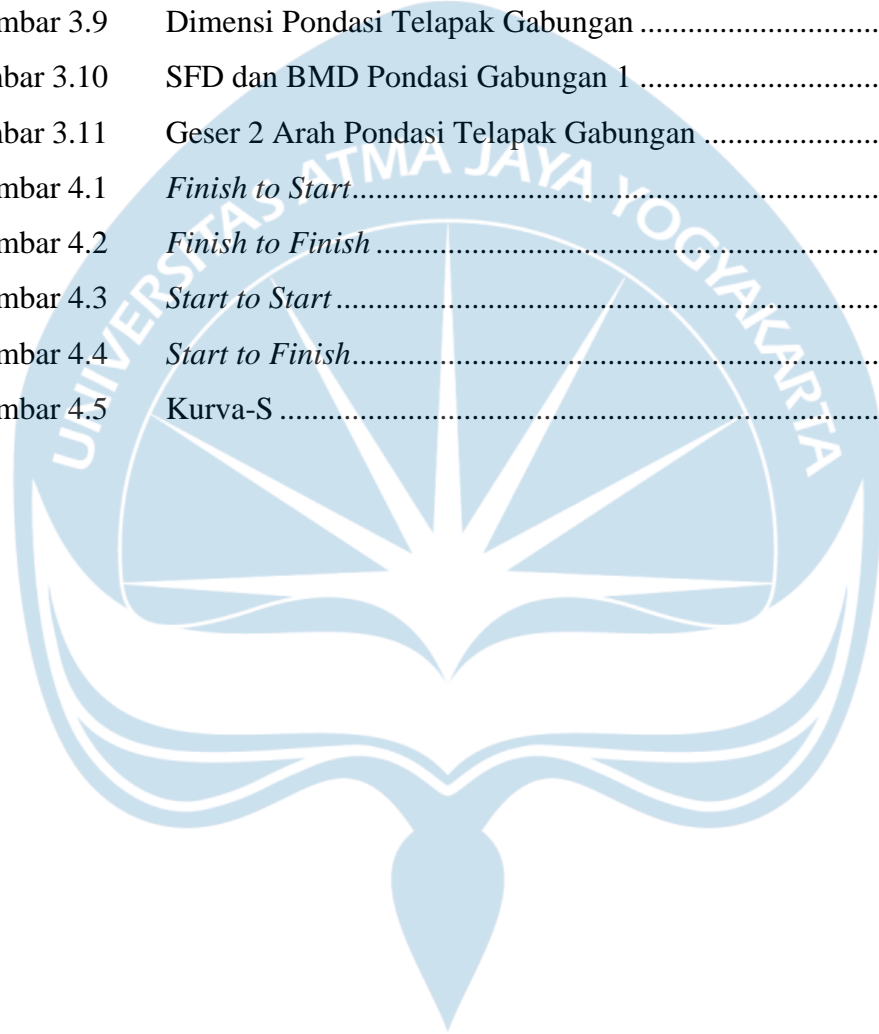 mbar 3.9 Dimensi Pondasi Telapak Gabungan ...........................
mbar 3.10 SFD dan BMD Pondasi Gabungan 1 ...........................
mbar 3.11 Geser 2 Arah Pondasi Telapak Gabungan ....................
mbar 4.1 Finish to Start...........................................................
mbar 4.2 Finish to Finish ........................................................
mbar 4.3 Start to Start .............................................................
mbar 4.4 Start to Finish...........................................................
mbar 4.5 Kurva-S ...................................................................
UNIVERSITAS ATMA JAYA YOGYAKARTA